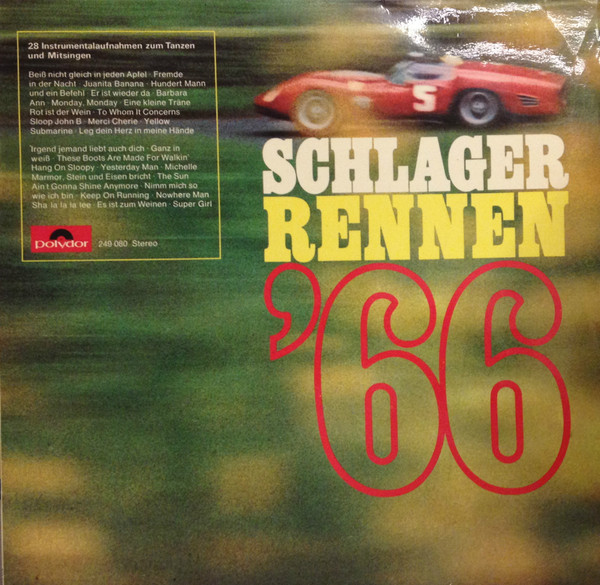 28 Instrumentalaufnahmen zum Tanzen
und Mitsingen
Beiß nicht gleich in jeden Apfel · Fremde
in der Nacht · Juanita Banana · Hundert Mann
und ein Befehl · Er ist wieder da · Barbara
Ann · Monday, Monday · Eine kleine Träne
Rot ist der Wein · To Whom It Concerns
Sloop John B · Merci Cherie · Yellow
Submarine · Leg dein Herz in meine Hände
Irgend jemand liebt auch dich · Ganz in
weiß · These Boots Are Made For Walkin'
Hang On Sloopy · Yesterday Man · Michelle
Marmor, Stein und Eisen bricht · The Sun
Ain't Gonna Shine Anymore · Nimm mich so
wie ich bin · Keep On Running · Nowhere Man
Sha la la la lee · Es ist zum Weinen · Super Girl
Polydor 249 080 Stereo
S
SCHLAGER
RENNEN
'66